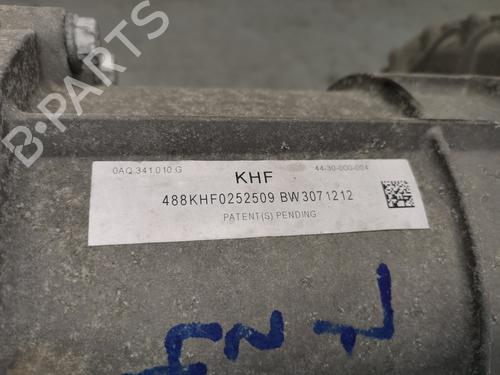 B-PARTS
0AQ 341 010 G
KHF
44-30-000-004
488KHF0252509 BW3071212
PATENT(S) PENDING